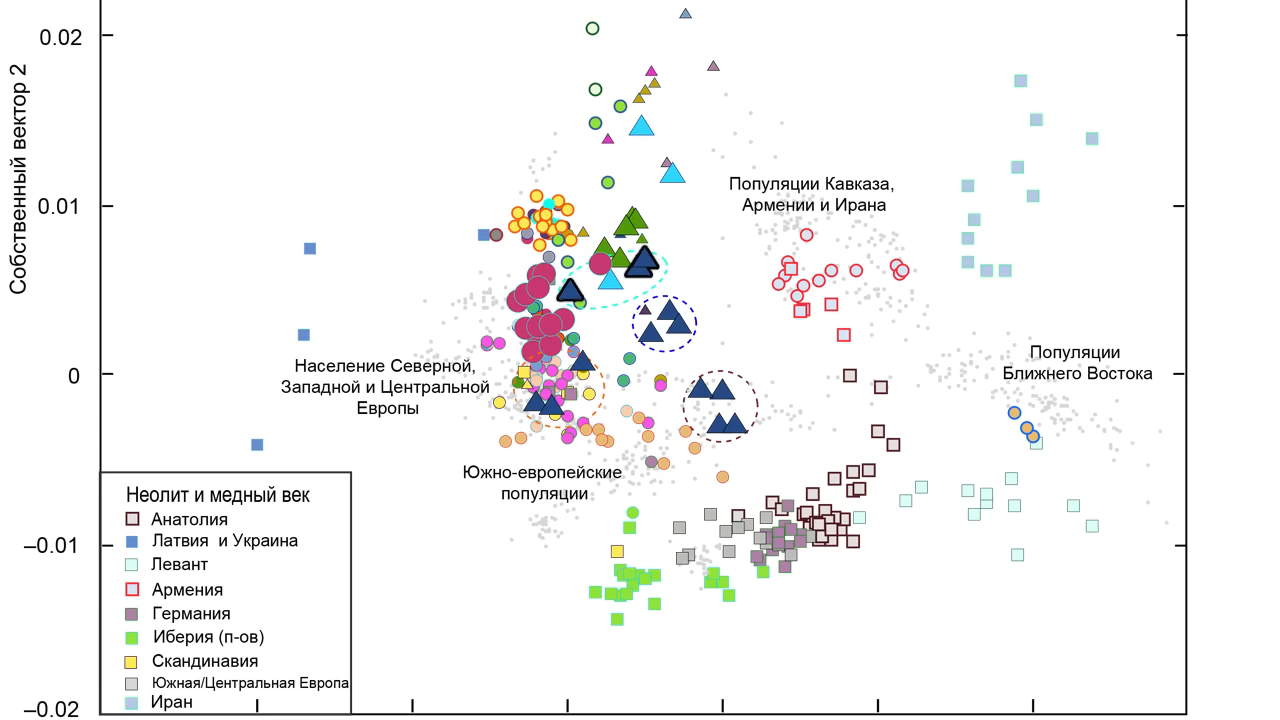 0.02
Собственный вектор 2
0.01
Популяции Кавказа,
Армении и Ирана
0
Население Северной,
Западной и Центральной
Европы
Популяции
Ближнего Востока
Южно-европейские
популяции
–0.01
Неолит и медный век
Анатолия
Латвия и Украина
Левант
Армения
Германия
Иберия (п-ов)
Скандинавия
Южная/Центральная Европа
Иран
–0.02